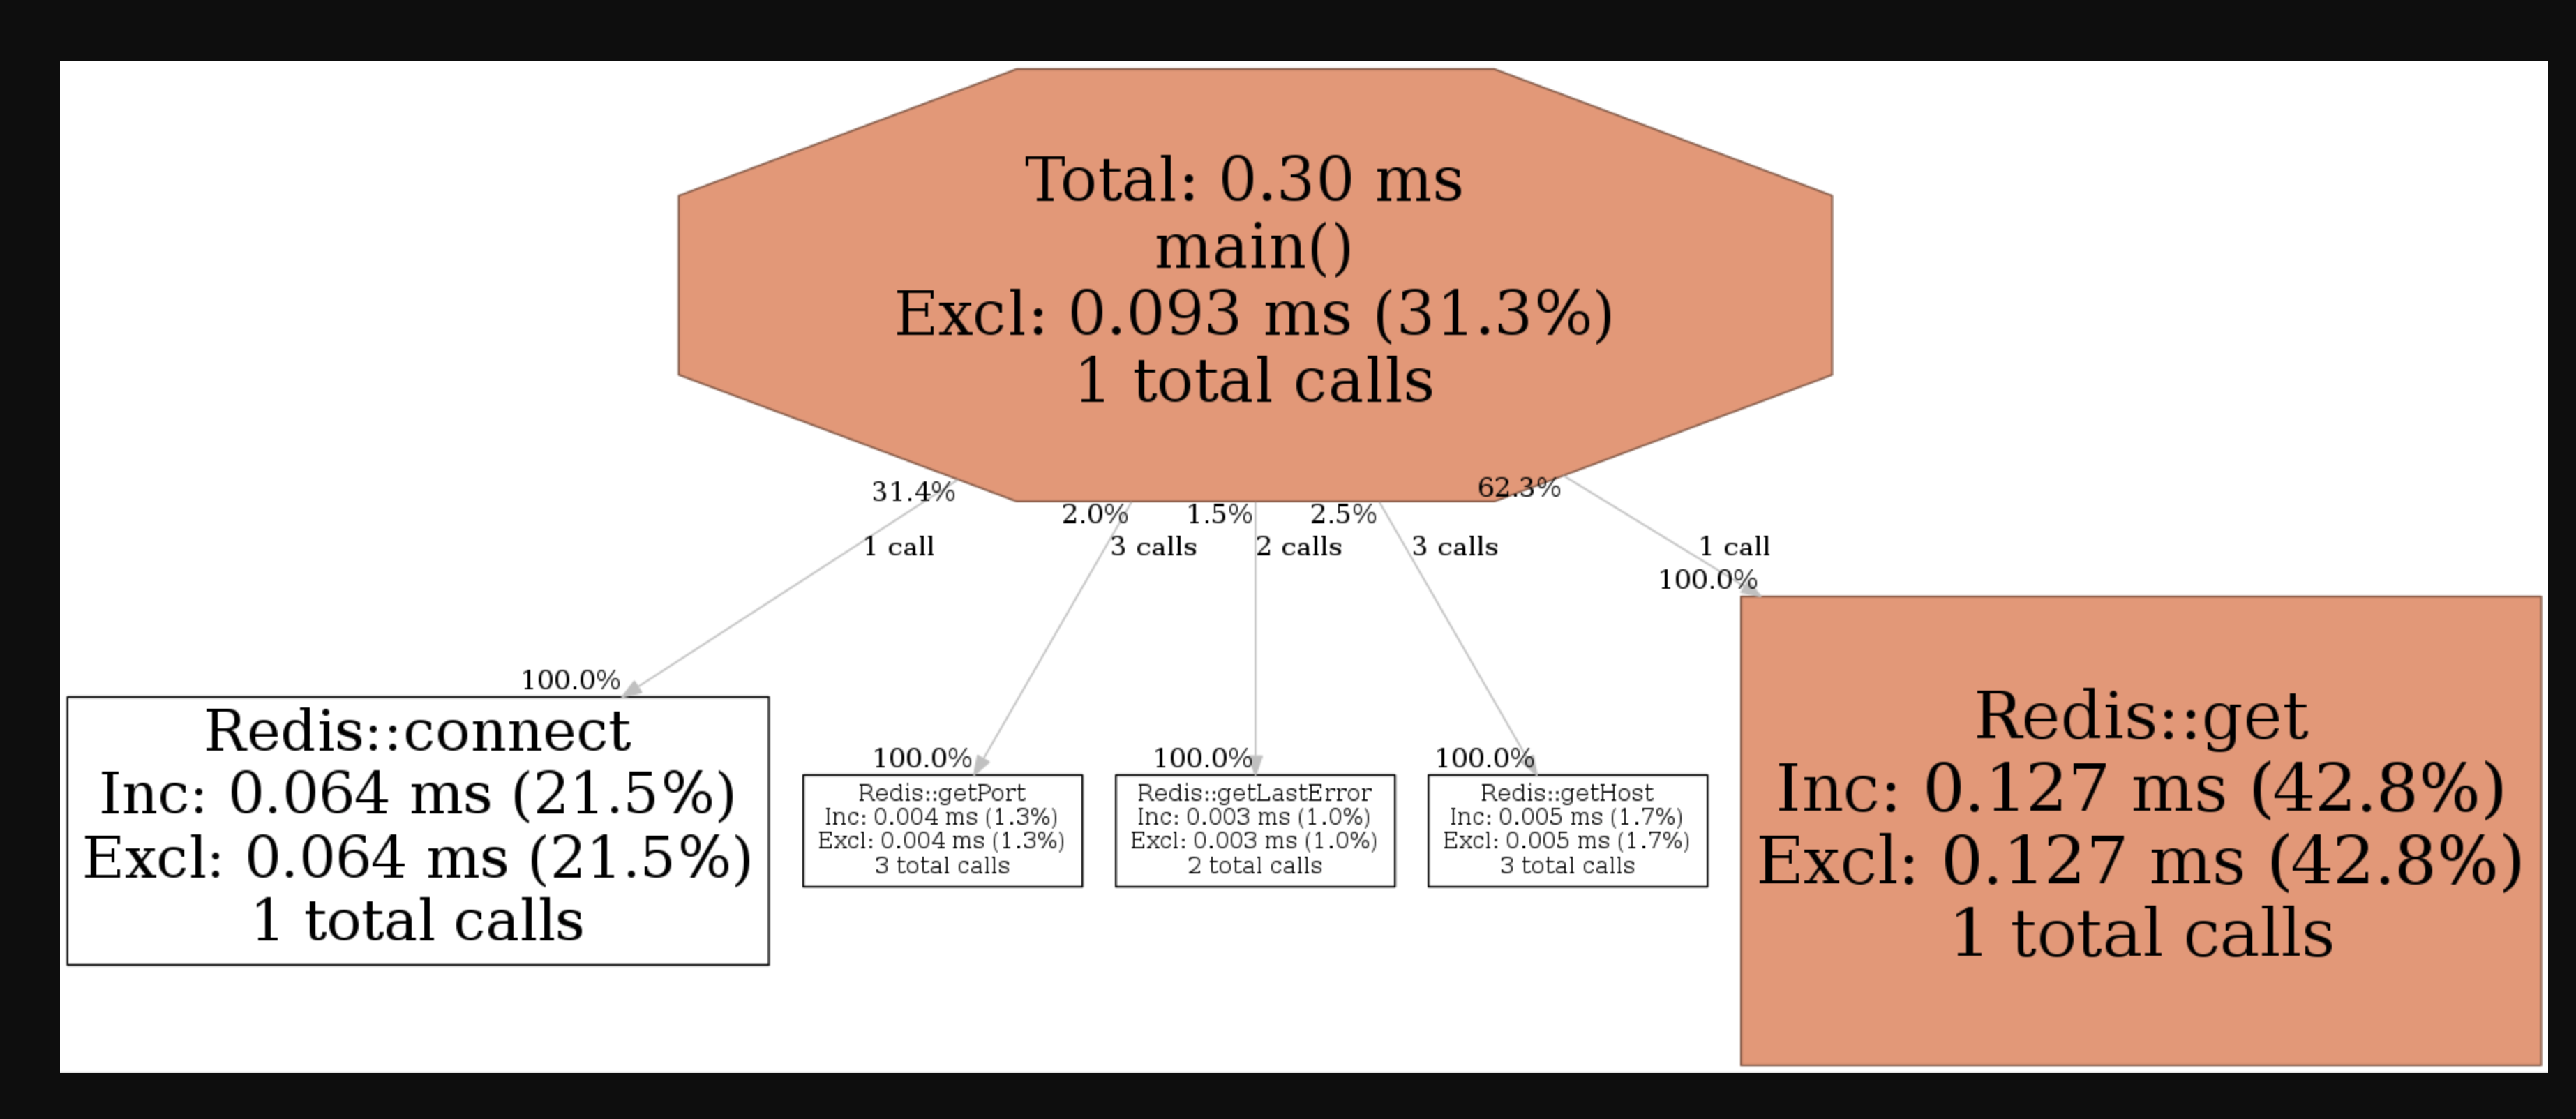 Total: 0.30 ms
main()
Excl: 0.093 ms (31.3%)
1 total calls
31.4%
1 call
100.0%
2.0%
3 calls
100.0%
1.5%
2 calls
100.0%
2.5%
3 calls
100.0%
62.3%
1 call
100.0%
Redis::connect
Inc: 0.064 ms (21.5%)
Excl: 0.064 ms (21.5%)
1 total calls
Redis::getPort
Inc: 0.004 ms (1.3%)
Excl: 0.004 ms (1.3%)
3 total calls
Redis::getLastError
Inc: 0.003 ms (1.0%)
Excl: 0.003 ms (1.0%)
2 total calls
Redis::getHost
Inc: 0.005 ms (1.7%)
Excl: 0.005 ms (1.7%)
3 total calls
Redis::get
Inc: 0.127 ms (42.8%)
Excl: 0.127 ms (42.8%)
1 total calls